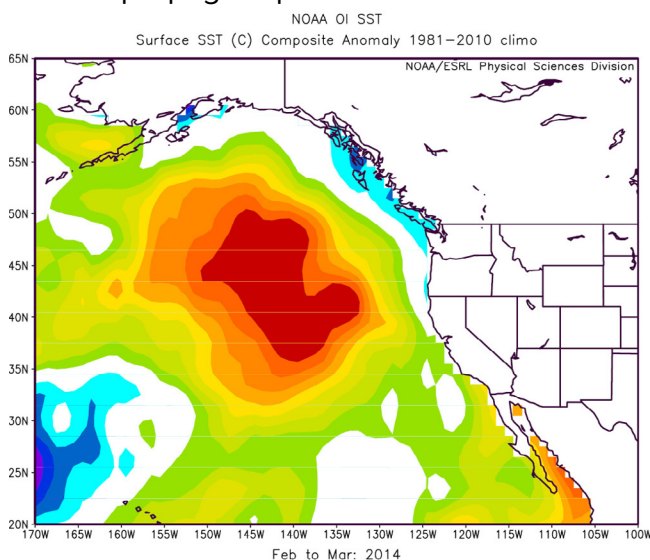 NOAA OI SST
Surface SST (C) Composite Anomaly 1981–2010 climo
NOAA/ESRL Physical Sciences Division
65N
60N
55N
50N
45N
40N
35N
30N
25N
20N
170W 165W 160W 155W 150W 145W 140W 135W 130W 125W 120W 115W 110W 105W 100W
Feb to Mar: 2014